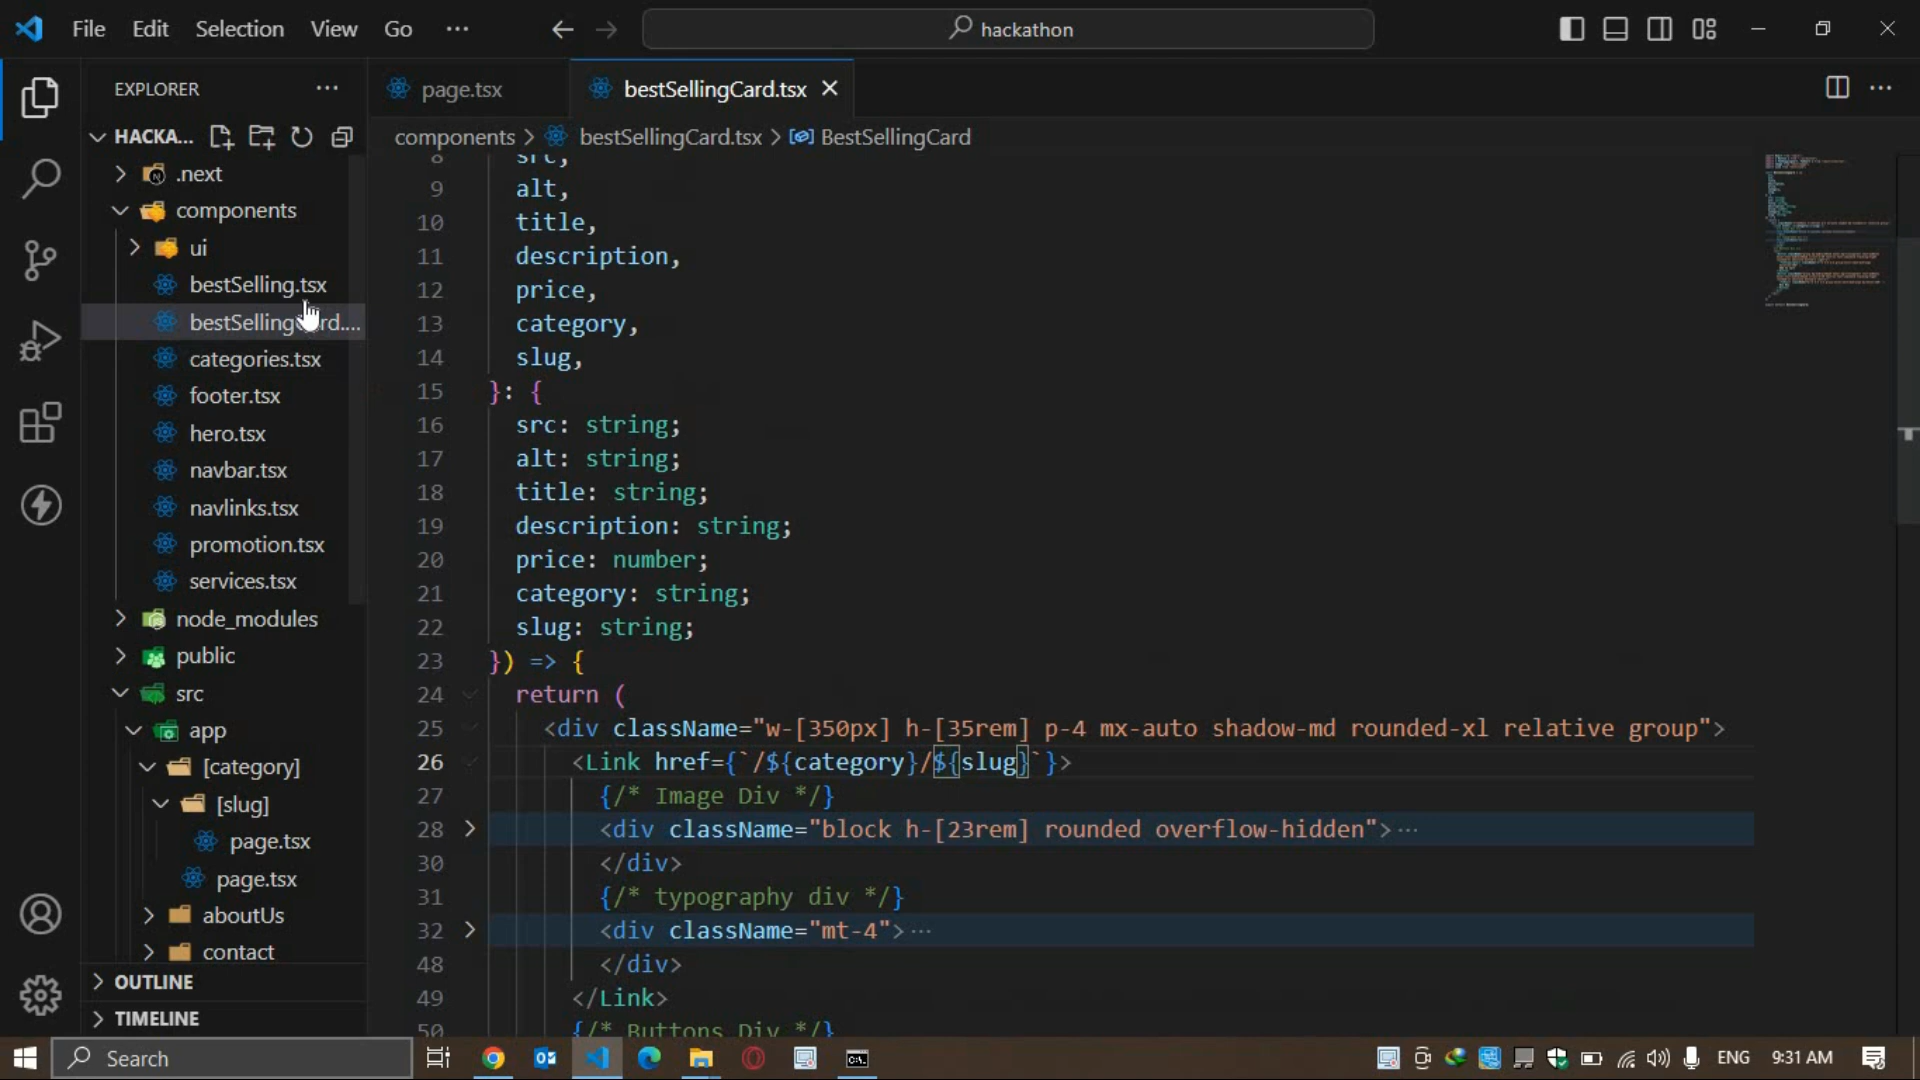 File Edit Selection View Go ··· hackathon
EXPLORER ···
page.tsx
bestSellingCard.tsx
HACKA...
components > bestSellingCard.tsx > BestSellingCard
.next
components
ui
bestSelling.tsx
categories.tsx
footer.tsx
hero.tsx
navbar.tsx
navlinks.tsx
promotion.tsx
services.tsx
node_modules
public
src
app
[category]
[slug]
page.tsx
page.tsx
aboutUs
contact
OUTLINE
TIMELINE
8 src,
9 alt,
10 title,
11 description,
12 price,
13 category,
14 slug,
15 }: {
16 src: string;
17 alt: string;
18 title: string;
19 description: string;
20 price: number;
21 category: string;
22 slug: string;
23 }) => {
24 return (
25 <div className="w-[350px] h-[35rem] p-4 mx-auto shadow-md rounded-xl relative group">
26 <Link href={`/${category}/${slug}`}>
27 {/* Image Div */}
28 <div className="block h-[23rem] rounded overflow-hidden">···
30 </div>
31 {/* typography div */}
32 <div className="mt-4">···
48 </div>
49 </Link>
50 {/* Buttons Div */}
Search
ENG 9:31 AM